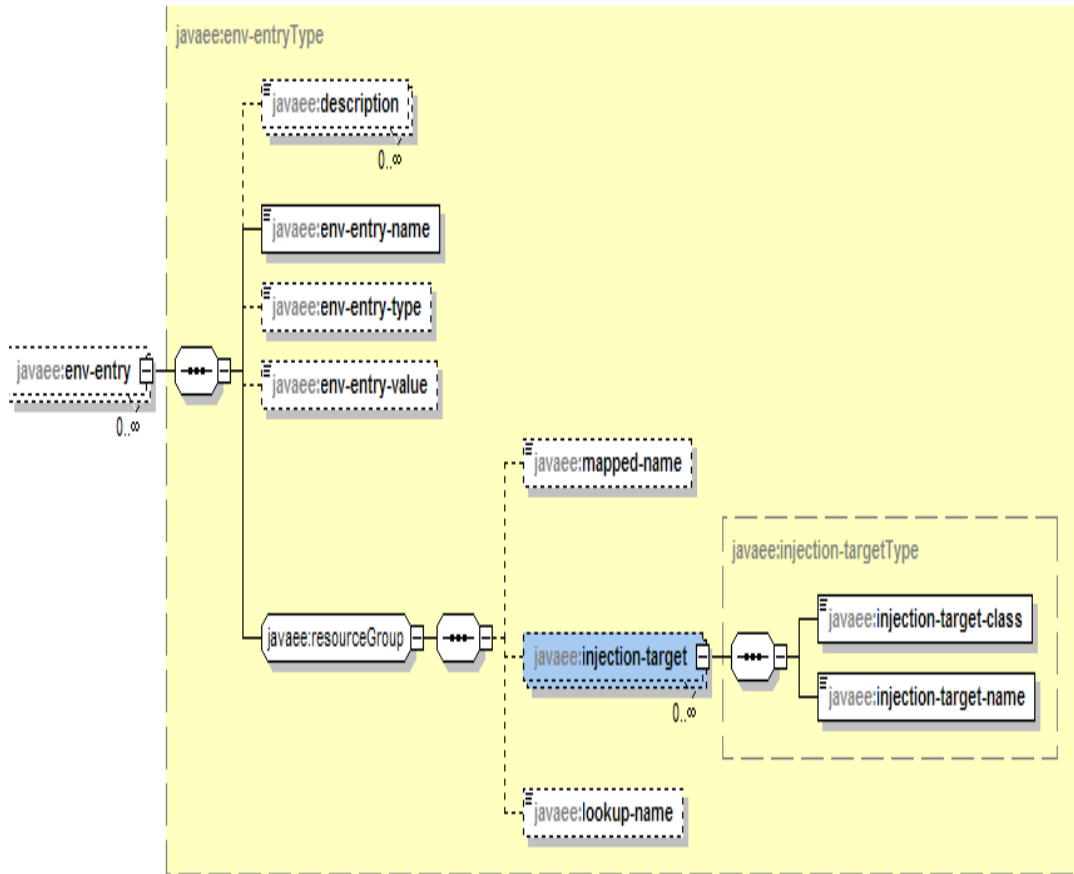 javaee:env-entryType
javaee:description
0..∞
javaee:env-entry-name
javaee:env-entry-type
javaee:env-entry
0..∞
javaee:env-entry-value
javaee:mapped-name
javaee:injection-targetType
javaee:injection-target-class
javaee:resourceGroup
javaee:injection-target
0..∞
javaee:injection-target-name
javaee:lookup-name